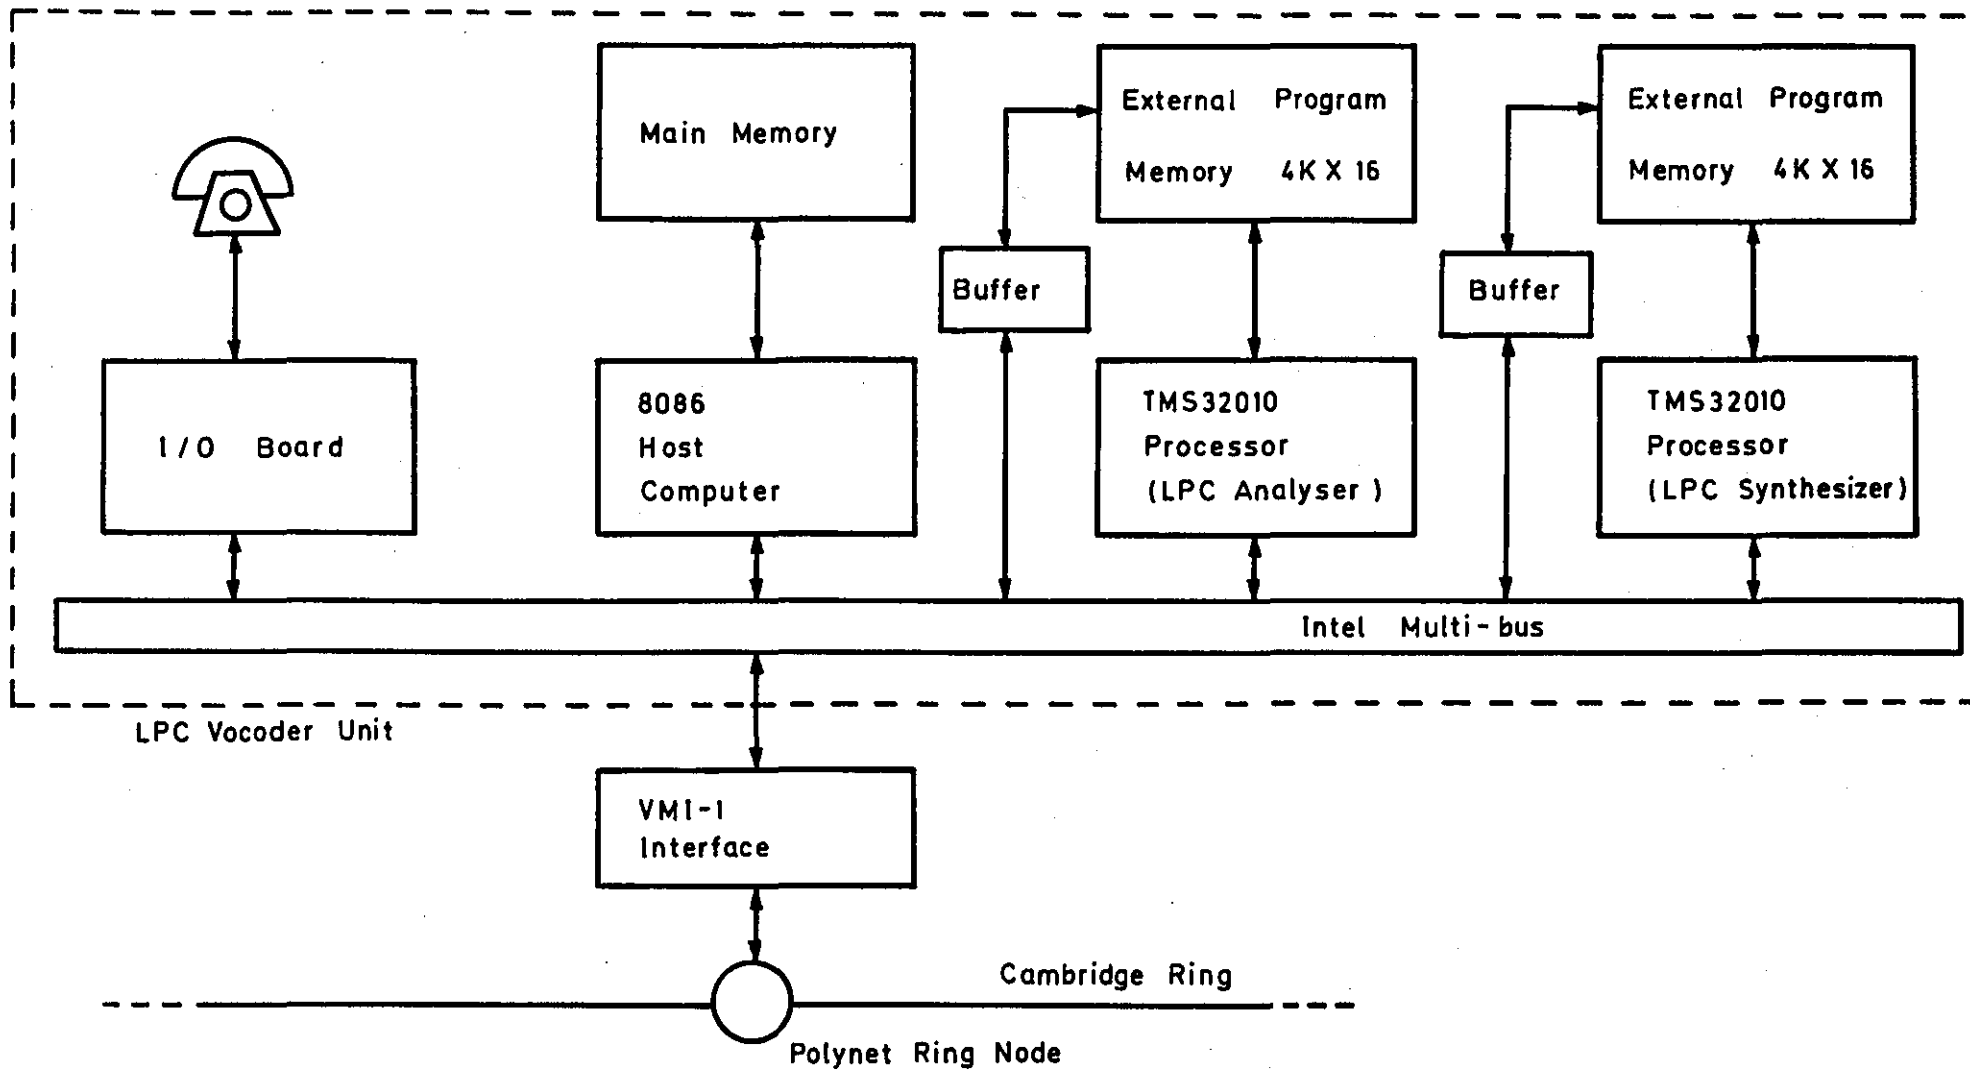 Main Memory
External Program
Memory 4K X 16
External Program
Memory 4K X 16
Buffer
Buffer
I/O Board
8086
Host
Computer
TMS32010
Processor
(LPC Analyser)
TMS32010
Processor
(LPC Synthesizer)
Intel Multi-bus
LPC Vocoder Unit
VMI-1
Interface
Cambridge Ring
Polynet Ring Node